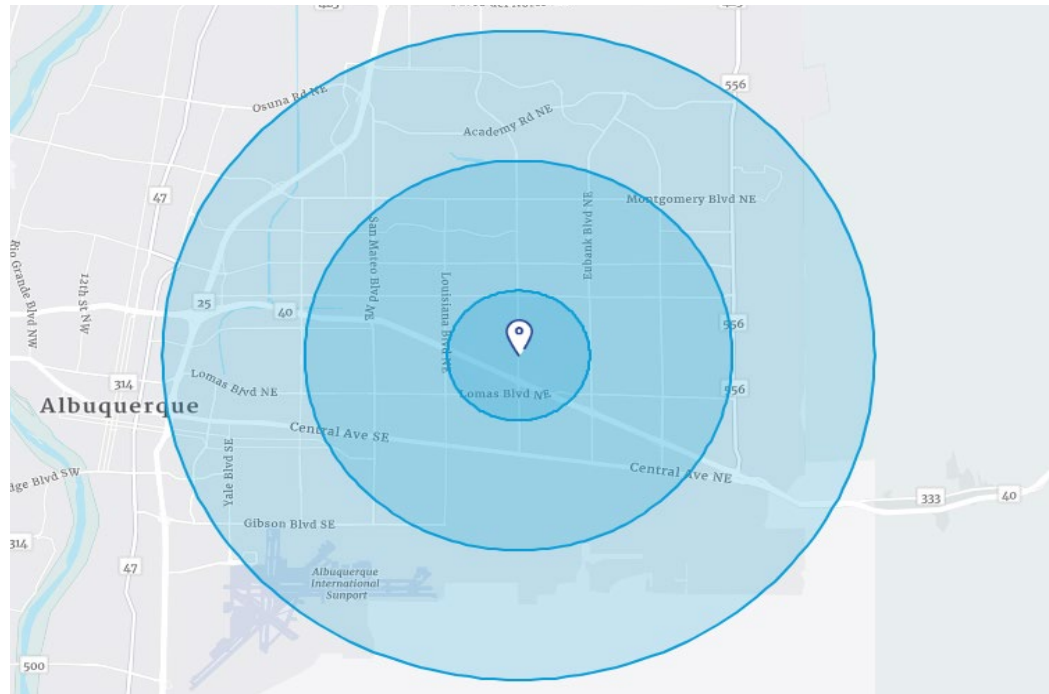 556
Osuna Rd NE
Academy Rd NE
47
Montgomery Blvd NE
San Mateo Blvd NE
Eubank Blvd NE
Rio Grande Blvd NW
12th St NW
Louisiana Blvd NE
25
40
556
314
Lomas Blvd NE
Lomas Blvd NE
556
Albuquerque
Central Ave SE
Yale Blvd SE
Central Ave NE
dge Blvd SW
333
40
Gibson Blvd SE
314
47
Albuquerque
International
Sunport
500